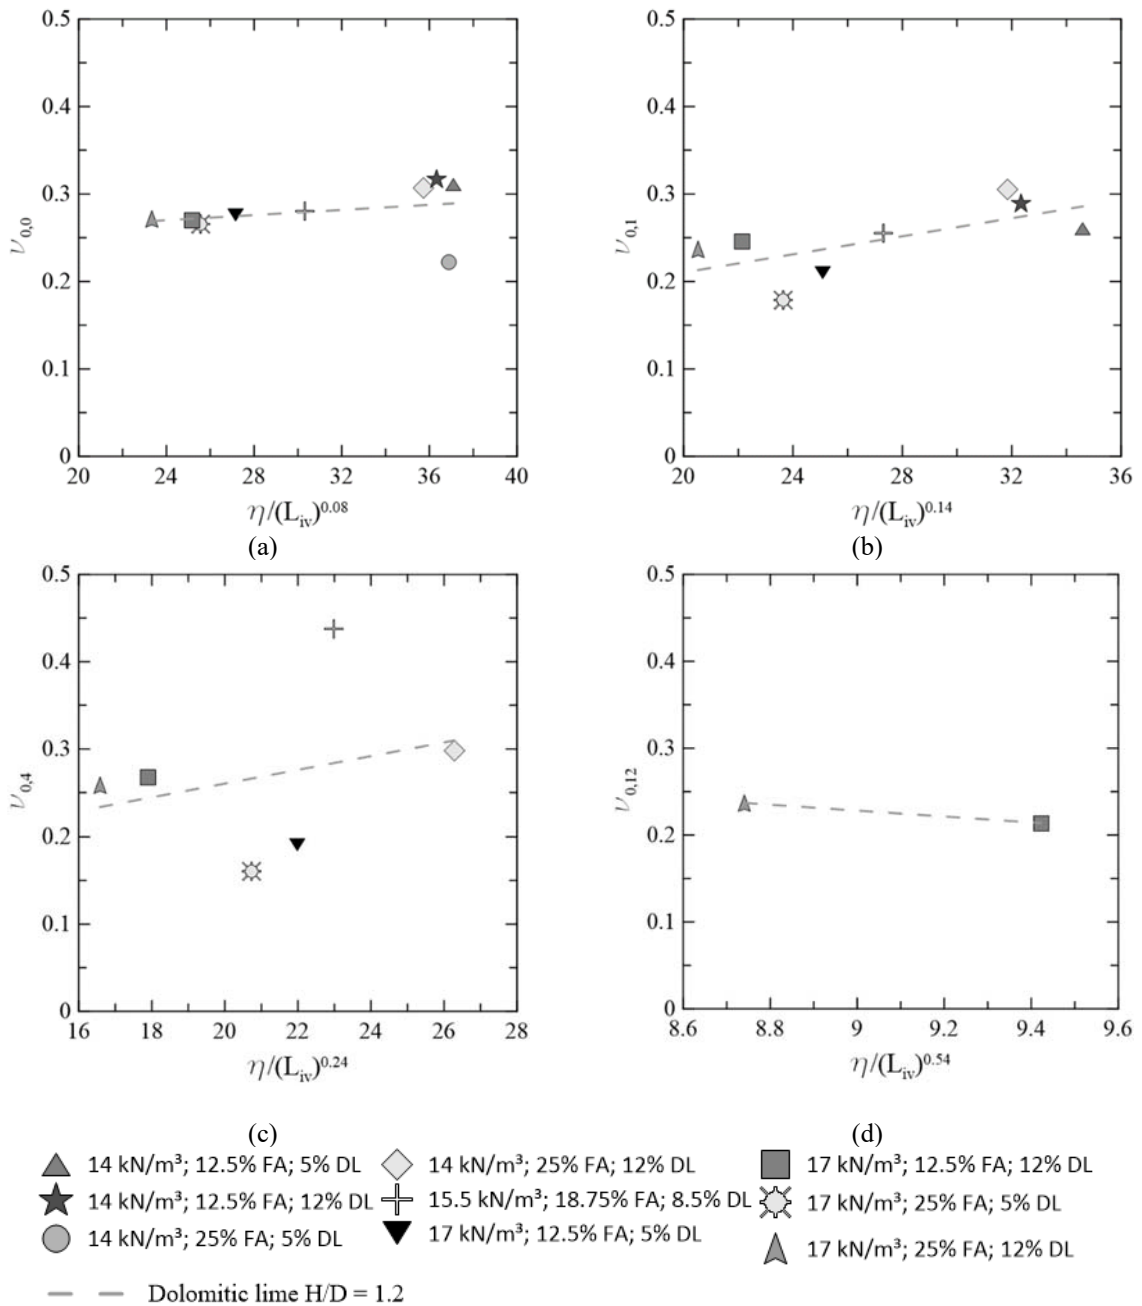 0.5
0.4
0.3
0.2
0.1
0
ν0,0
20 24 28 32 36 40
η/(Liv)0.08
(a)
0.5
0.4
0.3
0.2
0.1
0
ν0,1
20 24 28 32 36
η/(Liv)0.14
(b)
0.5
0.4
0.3
0.2
0.1
0
ν0,4
16 18 20 22 24 26 28
η/(Liv)0.24
(c)
0.5
0.4
0.3
0.2
0.1
0
ν0,12
8.6 8.8 9 9.2 9.4 9.6
η/(Liv)0.54
(d)
14 kN/m³; 12.5% FA; 5% DL
14 kN/m³; 12.5% FA; 12% DL
14 kN/m³; 25% FA; 5% DL
14 kN/m³; 25% FA; 12% DL
15.5 kN/m³; 18.75% FA; 8.5% DL
17 kN/m³; 12.5% FA; 5% DL
17 kN/m³; 12.5% FA; 12% DL
17 kN/m³; 25% FA; 5% DL
17 kN/m³; 25% FA; 12% DL
Dolomitic lime H/D = 1.2